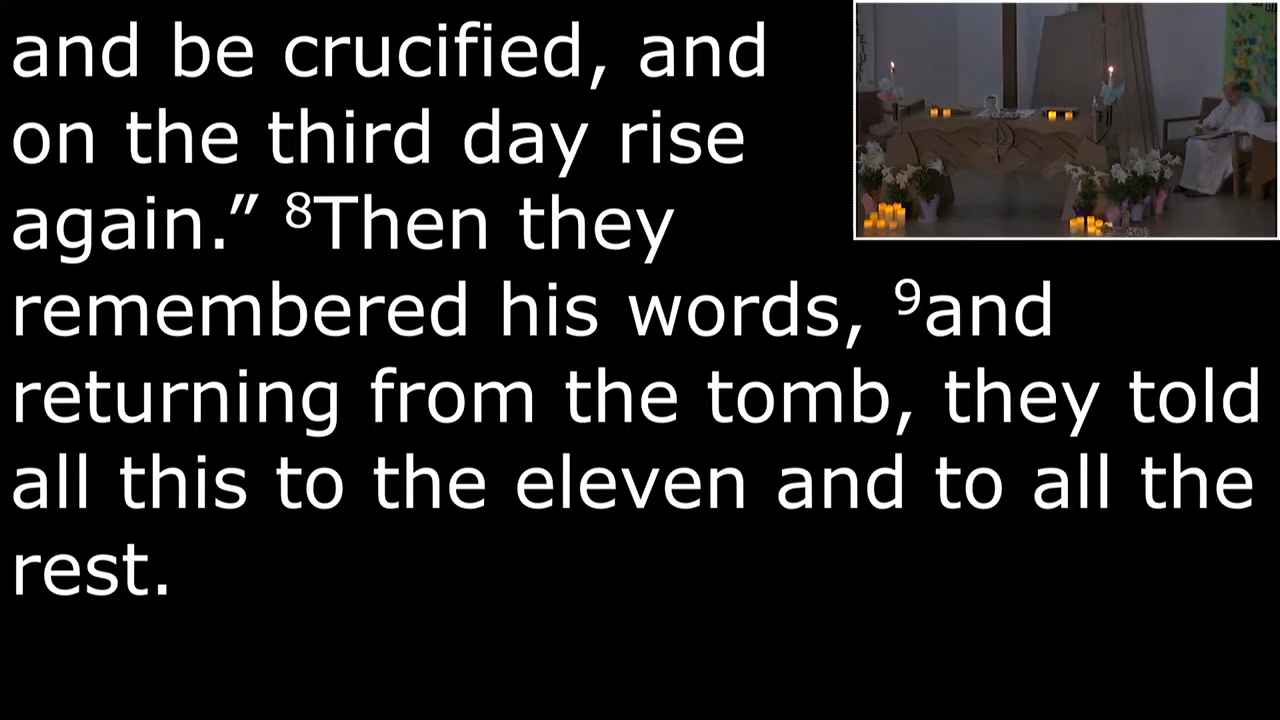 and be crucified, and
on the third day rise
again.” ⁸Then they
remembered his words, ⁹and
returning from the tomb, they told
all this to the eleven and to all the
rest.